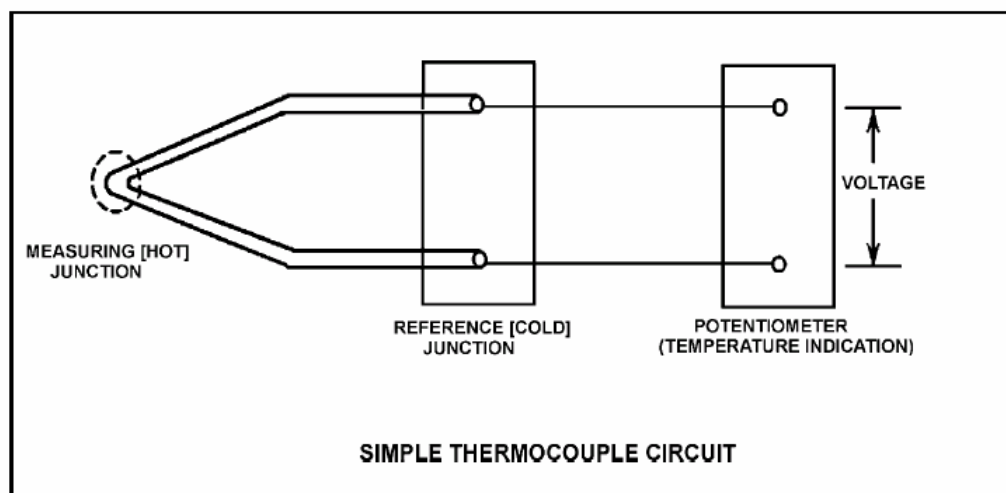 VOLTAGE
MEASURING [HOT]
JUNCTION
REFERENCE [COLD]
JUNCTION
POTENTIOMETER
(TEMPERATURE INDICATION)
SIMPLE THERMOCOUPLE CIRCUIT